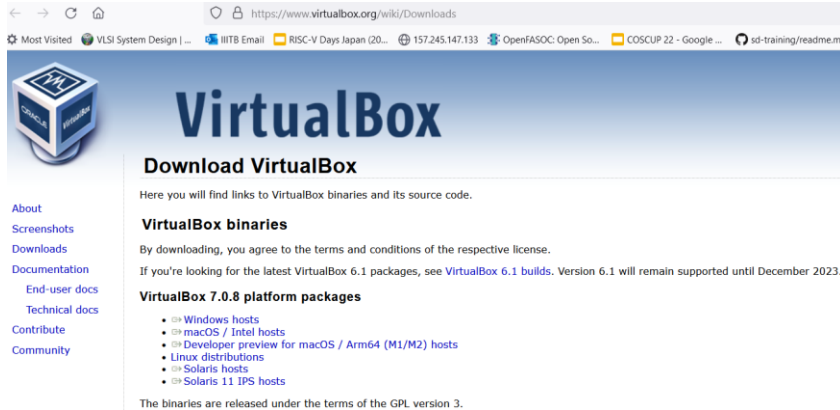 https://www.virtualbox.org/wiki/Downloads
Most Visited VLSI System Design | ... IIITB Email RISC-V Days Japan (20... 157.245.147.133 OpenFASOC: Open So... COSCUP 22 - Google ... sd-training/readme.m
ORACLE
VirtualBox
VirtualBox
Download VirtualBox
Here you will find links to VirtualBox binaries and its source code.
About
Screenshots
Downloads
Documentation
End-user docs
Technical docs
Contribute
Community
VirtualBox binaries
By downloading, you agree to the terms and conditions of the respective license.
If you're looking for the latest VirtualBox 6.1 packages, see VirtualBox 6.1 builds. Version 6.1 will remain supported until December 2023.
VirtualBox 7.0.8 platform packages
Windows hosts
macOS / Intel hosts
Developer preview for macOS / Arm64 (M1/M2) hosts
Linux distributions
Solaris hosts
Solaris 11 IPS hosts
The binaries are released under the terms of the GPL version 3.